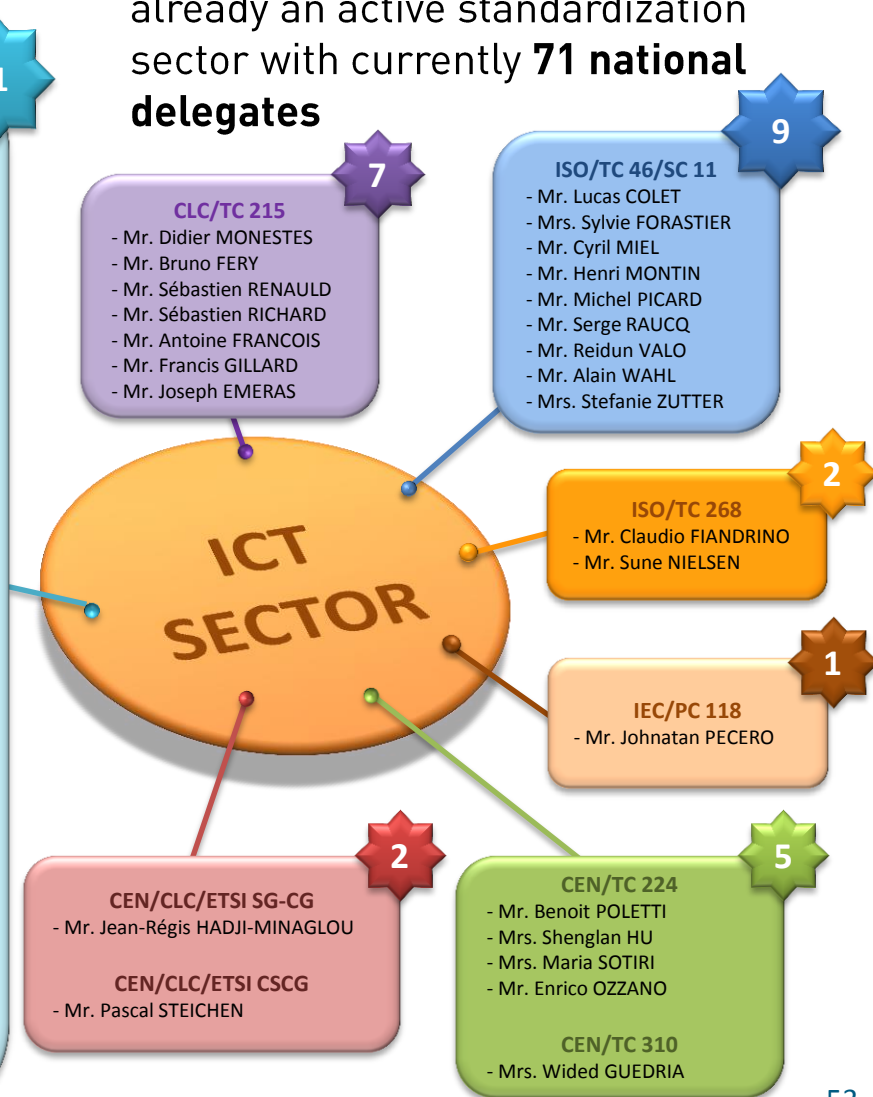 already an active standardization
sector with currently 71 national
delegates
1
7
CLC/TC 215
- Mr. Didier MONESTES
- Mr. Bruno FERY
- Mr. Sébastien RENAULD
- Mr. Sébastien RICHARD
- Mr. Antoine FRANCOIS
- Mr. Francis GILLARD
- Mr. Joseph EMERAS
9
ISO/TC 46/SC 11
- Mr. Lucas COLET
- Mrs. Sylvie FORASTIER
- Mr. Cyril MIEL
- Mr. Henri MONTIN
- Mr. Michel PICARD
- Mr. Serge RAUCQ
- Mr. Reidun VALO
- Mr. Alain WAHL
- Mrs. Stefanie ZUTTER
2
ISO/TC 268
- Mr. Claudio FIANDRINO
- Mr. Sune NIELSEN
ICT
SECTOR
1
IEC/PC 118
- Mr. Johnatan PECERO
2
CEN/CLC/ETSI SG-CG
- Mr. Jean-Régis HADJI-MINAGLOU
CEN/CLC/ETSI CSCG
- Mr. Pascal STEICHEN
5
CEN/TC 224
- Mr. Benoit POLETTI
- Mrs. Shenglan HU
- Mrs. Maria SOTIRI
- Mr. Enrico OZZANO
CEN/TC 310
- Mrs. Wided GUEDRIA